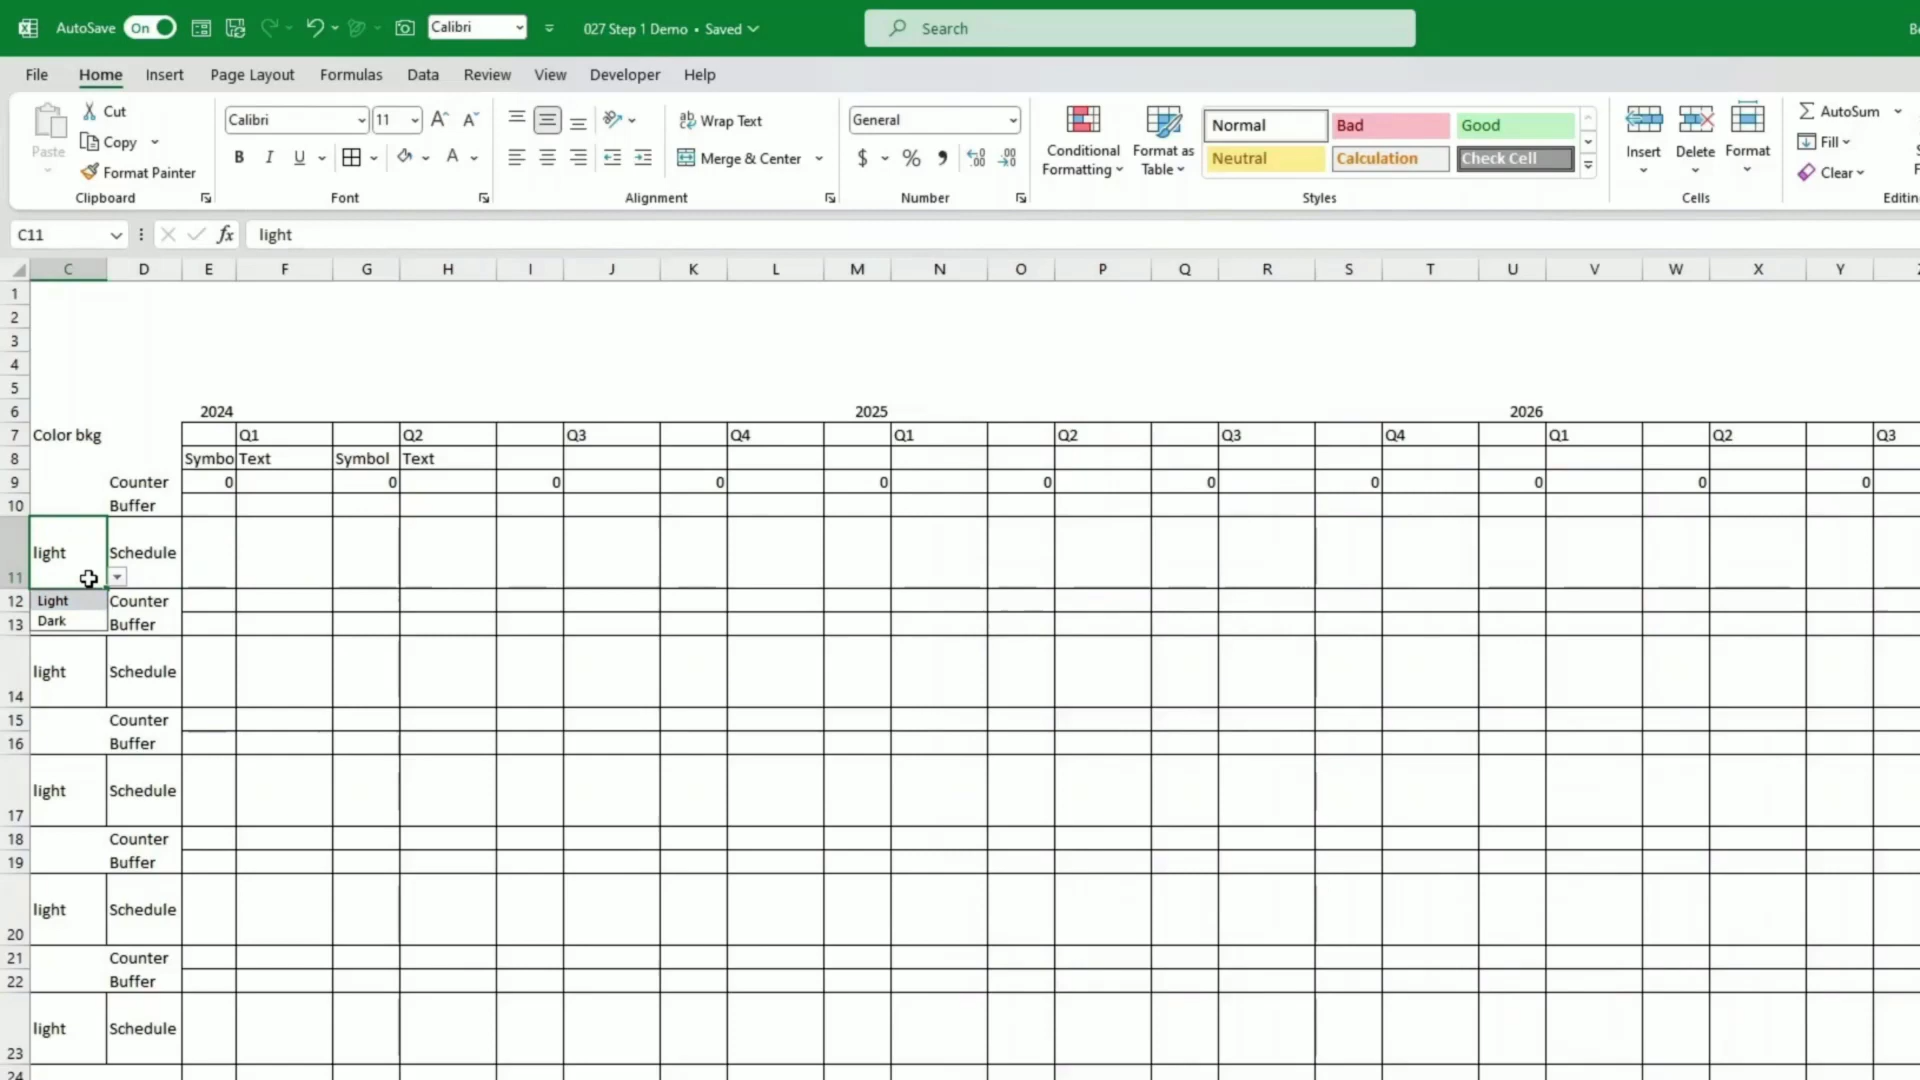 AutoSave On Calibri 027 Step 1 Demo • Saved Search
File Home Insert Page Layout Formulas Data Review View Developer Help
Paste Cut Copy Format Painter Clipboard
Calibri 11 A A B I U A Font
Wrap Text Merge & Center Alignment
General $ % Number
Conditional Formatting Format as Table
Normal Bad Good
Neutral Calculation Check Cell
Styles
Insert Delete Format Cells
AutoSum Fill Clear
C11 fx light
C D E F G H I J K L M N O P Q R S T U V W X Y
1
2
3
4
5
6 2024 2025 2026
7 Color bkg Q1 Q2 Q3 Q4 Q1 Q2 Q3 Q4 Q1 Q2 Q3
8 Symbo Text Symbol Text
9 Counter 0 0 0 0 0 0 0 0 0 0 0
10 Buffer
11 light Schedule
12 Light Counter
13 Dark Buffer
14 light Schedule
15 Counter
16 Buffer
17 light Schedule
18 Counter
19 Buffer
20 light Schedule
21 Counter
22 Buffer
23 light Schedule
24